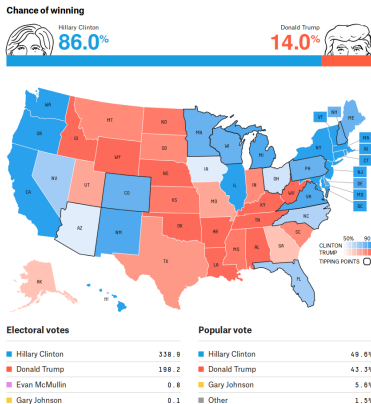 Chance of winning
Hillary Clinton
86.0%
Donald Trump
14.0%
WA
OR
CA
ID
NV
UT
AZ
MT
WY
CO
NM
ND
SD
NE
KS
OK
TX
MN
IA
MO
AR
LA
WI
IL
MI
IN
OH
KY
TN
MS
AL
GA
FL
SC
NC
VA
WV
PA
NY
VT
NH
ME
MA
RI
CT
NJ
DE
MD
DC
AK
HI
50%
90
CLINTON
TRUMP
TIPPING POINTS
Electoral votes
Hillary Clinton 338.9
Donald Trump 198.2
Evan McMullin 0.8
Gary Johnson 0.1
Popular vote
Hillary Clinton 49.6%
Donald Trump 43.3%
Gary Johnson 5.6%
Other 1.5%